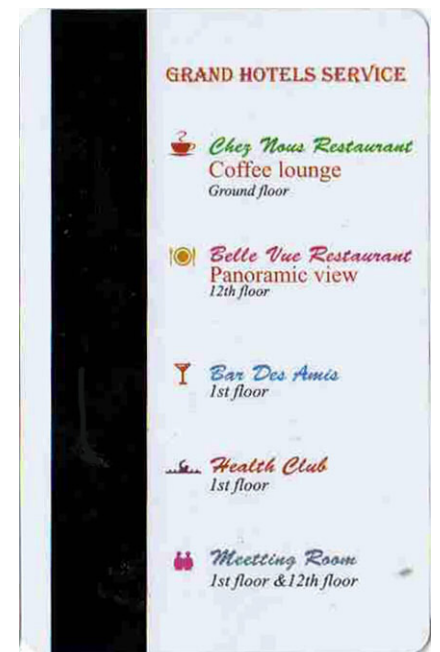 GRAND HOTELS SERVICE
Chez Nous Restaurant
Coffee lounge
Ground floor
Belle Vue Restaurant
Panoramic view
12th floor
Bar Des Amis
1st floor
Health Club
1st floor
Meetting Room
1st floor &12th floor